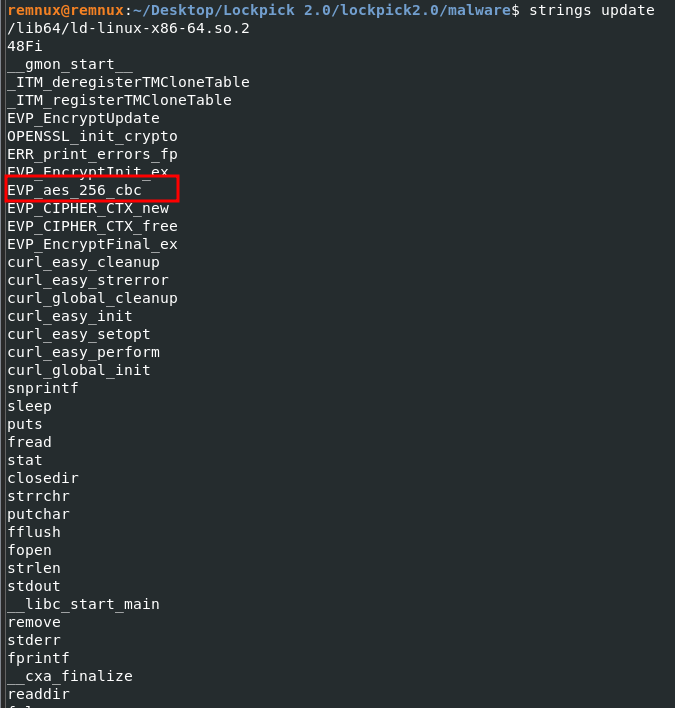 remnux@remnux:~/Desktop/Lockpick 2.0/lockpick2.0/malware$ strings update
/lib64/ld-linux-x86-64.so.2
48Fi
__gmon_start__
_ITM_deregisterTMCloneTable
_ITM_registerTMCloneTable
EVP_EncryptUpdate
OPENSSL_init_crypto
ERR_print_errors_fp
EVP_EncryptInit_ex
EVP_aes_256_cbc
EVP_CIPHER_CTX_new
EVP_CIPHER_CTX_free
EVP_EncryptFinal_ex
curl_easy_cleanup
curl_easy_strerror
curl_global_cleanup
curl_easy_init
curl_easy_setopt
curl_easy_perform
curl_global_init
snprintf
sleep
puts
fread
stat
closedir
strrchr
putchar
fflush
fopen
strlen
stdout
__libc_start_main
remove
stderr
fprintf
__cxa_finalize
readdir